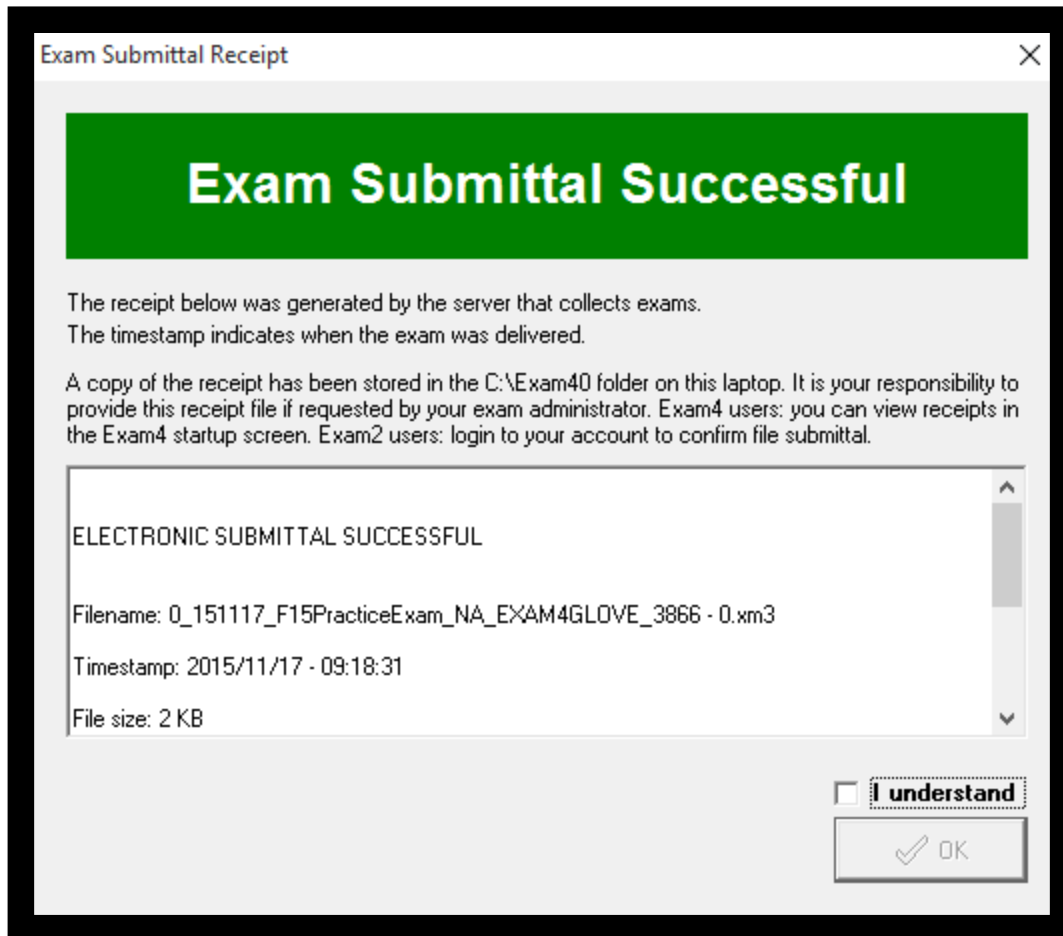 Exam Submittal Receipt
Exam Submittal Successful
The receipt below was generated by the server that collects exams.
The timestamp indicates when the exam was delivered.
A copy of the receipt has been stored in the C:\Exam40 folder on this laptop. It is your responsibility to
provide this receipt file if requested by your exam administrator. Exam4 users: you can view receipts in
the Exam4 startup screen. Exam2 users: login to your account to confirm file submittal.
ELECTRONIC SUBMITTAL SUCCESSFUL
Filename: 0_151117_F15PracticeExam_NA_EXAM4GLOVE_3866 - 0.xm3
Timestamp: 2015/11/17 - 09:18:31
File size: 2 KB
I understand
OK